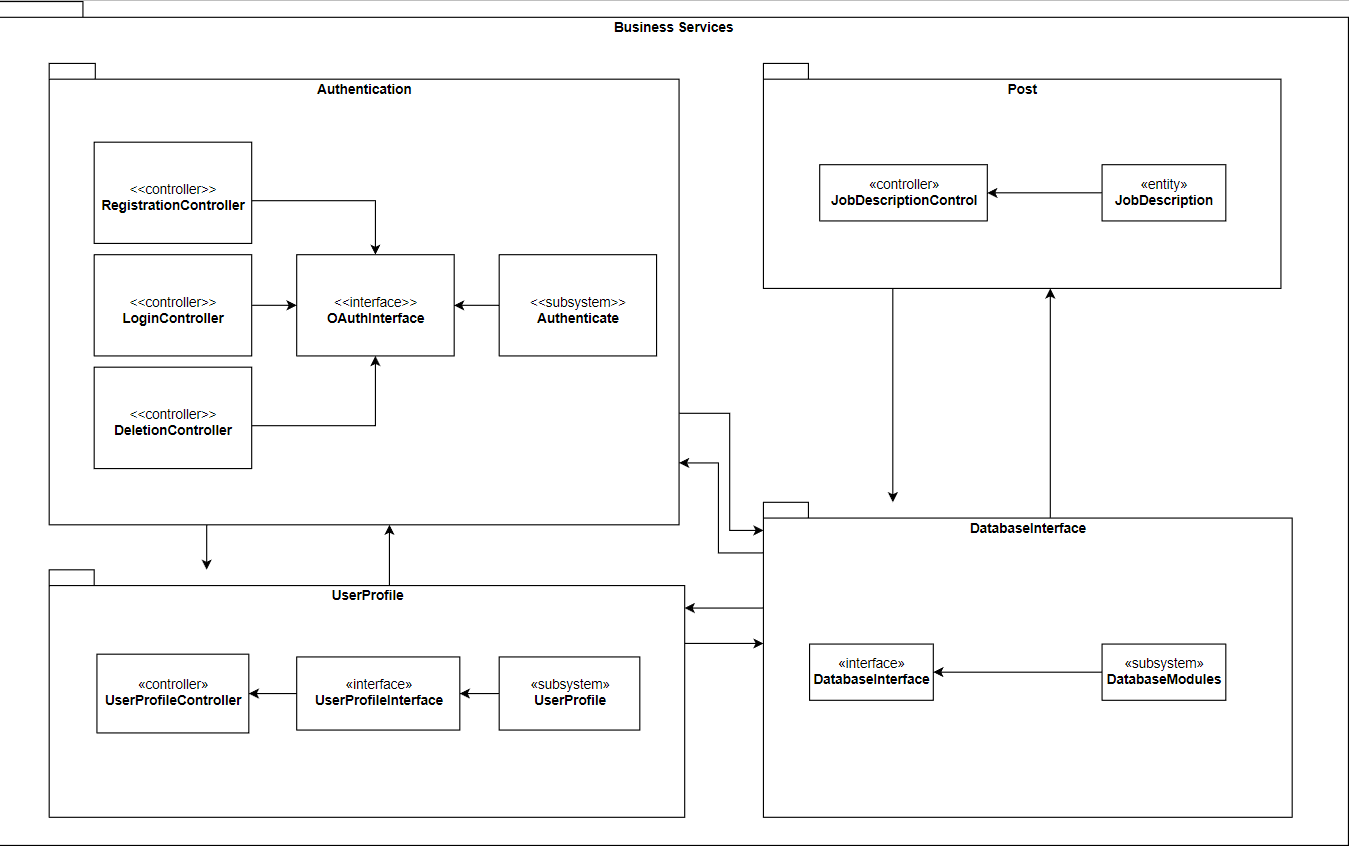 Business Services
Authentication
<<controller>>
RegistrationController
<<controller>>
LoginController
<<interface>>
OAuthInterface
<<subsystem>>
Authenticate
<<controller>>
DeletionController
Post
«controller»
JobDescriptionControl
«entity»
JobDescription
UserProfile
«controller»
UserProfileController
«interface»
UserProfileInterface
«subsystem»
UserProfile
DatabaseInterface
«interface»
DatabaseInterface
«subsystem»
DatabaseModules